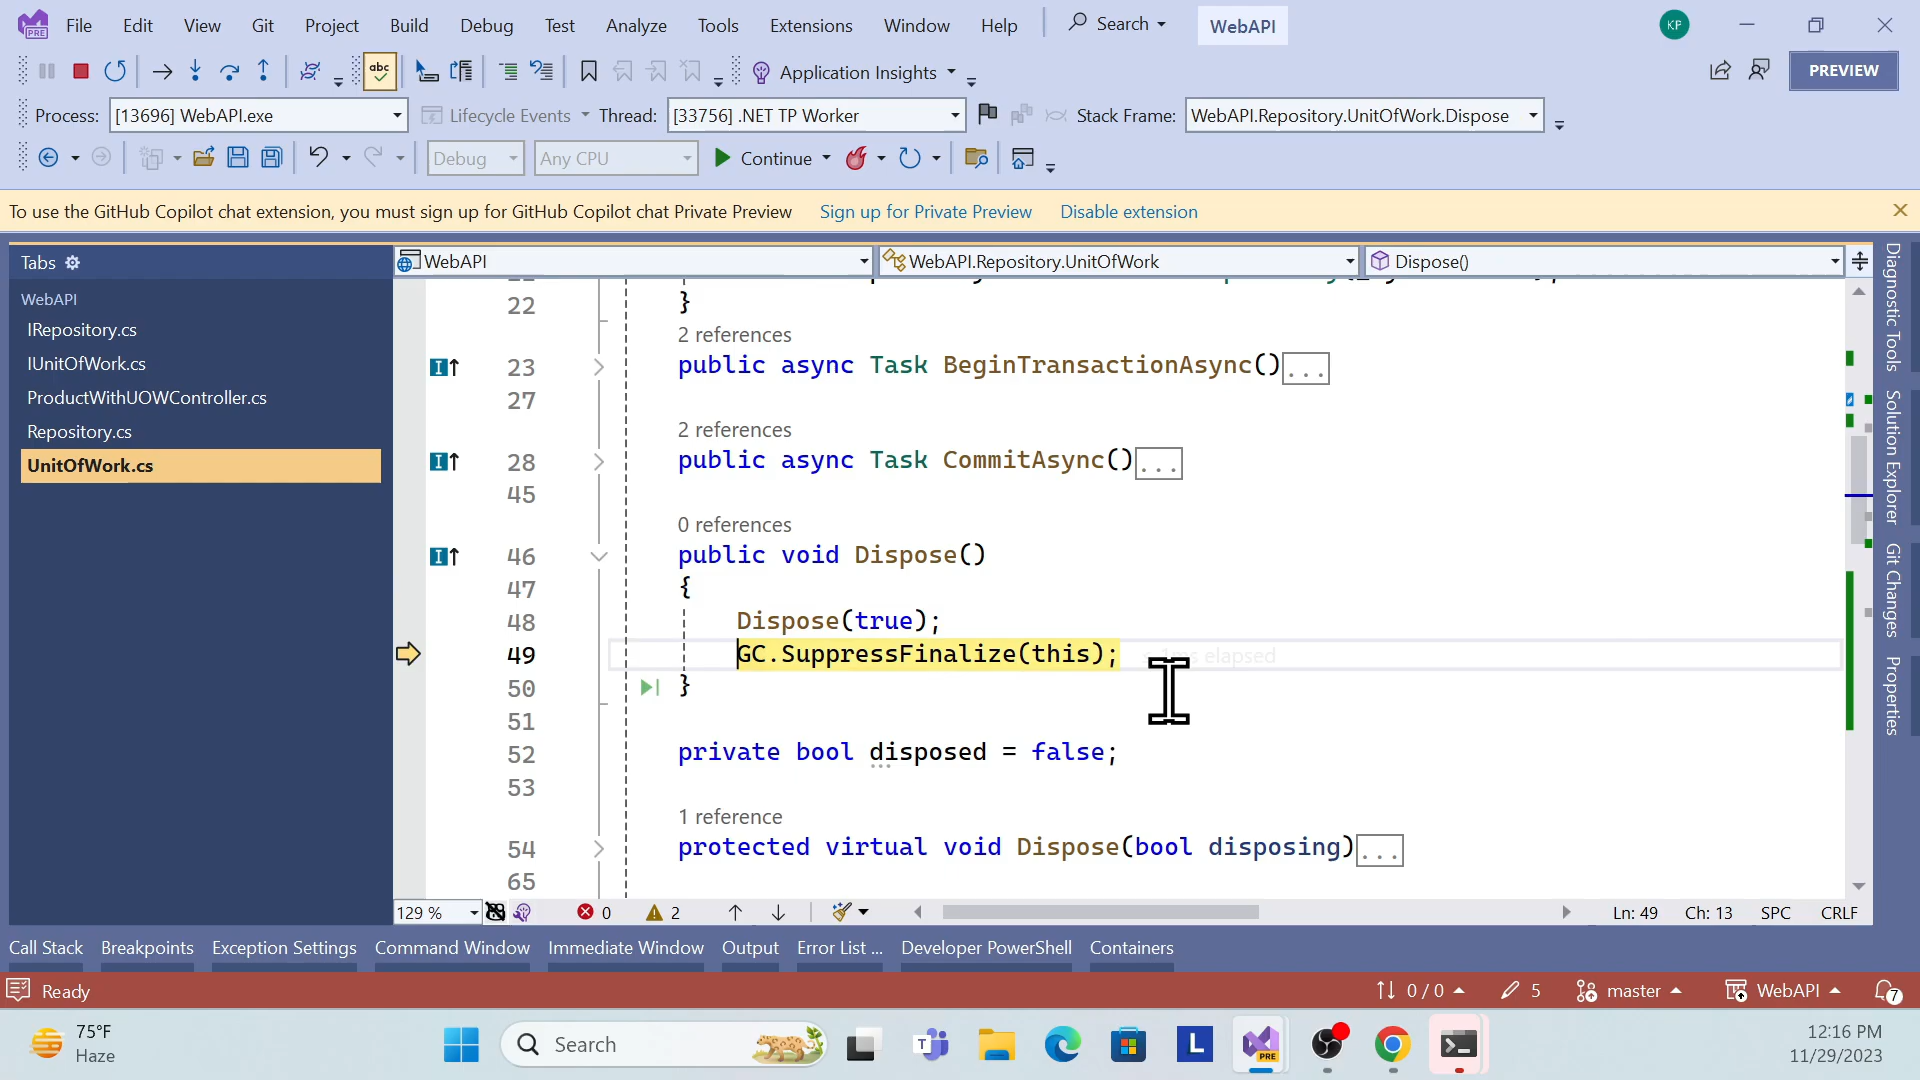 File Edit View Git Project Build Debug Test Analyze Tools Extensions Window Help Search WebAPI KP
PRE
abc Application Insights PREVIEW
Process: [13696] WebAPI.exe Lifecycle Events Thread: [33756] .NET TP Worker Stack Frame: WebAPI.Repository.UnitOfWork.Dispose
Debug Any CPU Continue
To use the GitHub Copilot chat extension, you must sign up for GitHub Copilot chat Private Preview Sign up for Private Preview Disable extension
Tabs
WebAPI
IRepository.cs
IUnitOfWork.cs
ProductWithUOWController.cs
Repository.cs
UnitOfWork.cs
WebAPI WebAPI.Repository.UnitOfWork Dispose()
22 }
2 references
23 public async Task BeginTransactionAsync()...
27
2 references
28 public async Task CommitAsync()...
45
0 references
46 public void Dispose()
47 {
48 Dispose(true);
49 GC.SuppressFinalize(this); 1ms elapsed
50 }
51
52 private bool disposed = false;
53
1 reference
54 protected virtual void Dispose(bool disposing)...
65
129 % 0 2 Ln: 49 Ch: 13 SPC CRLF
Diagnostic Tools
Solution Explorer
Git Changes
Properties
Call Stack Breakpoints Exception Settings Command Window Immediate Window Output Error List ... Developer PowerShell Containers
Ready 0 / 0 5 master WebAPI 7
75°F
Haze
Search
T
L
PRE
12:16 PM
11/29/2023